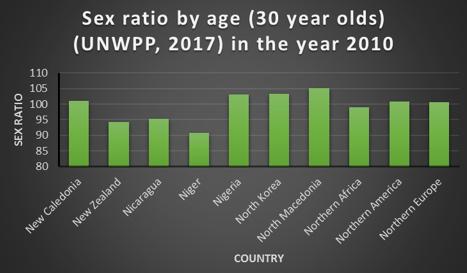 Sex ratio by age (30 year olds)
(UNWPP, 2017) in the year 2010
SEX RATIO
110
105
100
95
90
85
80
New Caledonia
New Zealand
Nicaragua
Niger
Nigeria
North Korea
North Macedonia
Northern Africa
Northern America
Northern Europe
COUNTRY